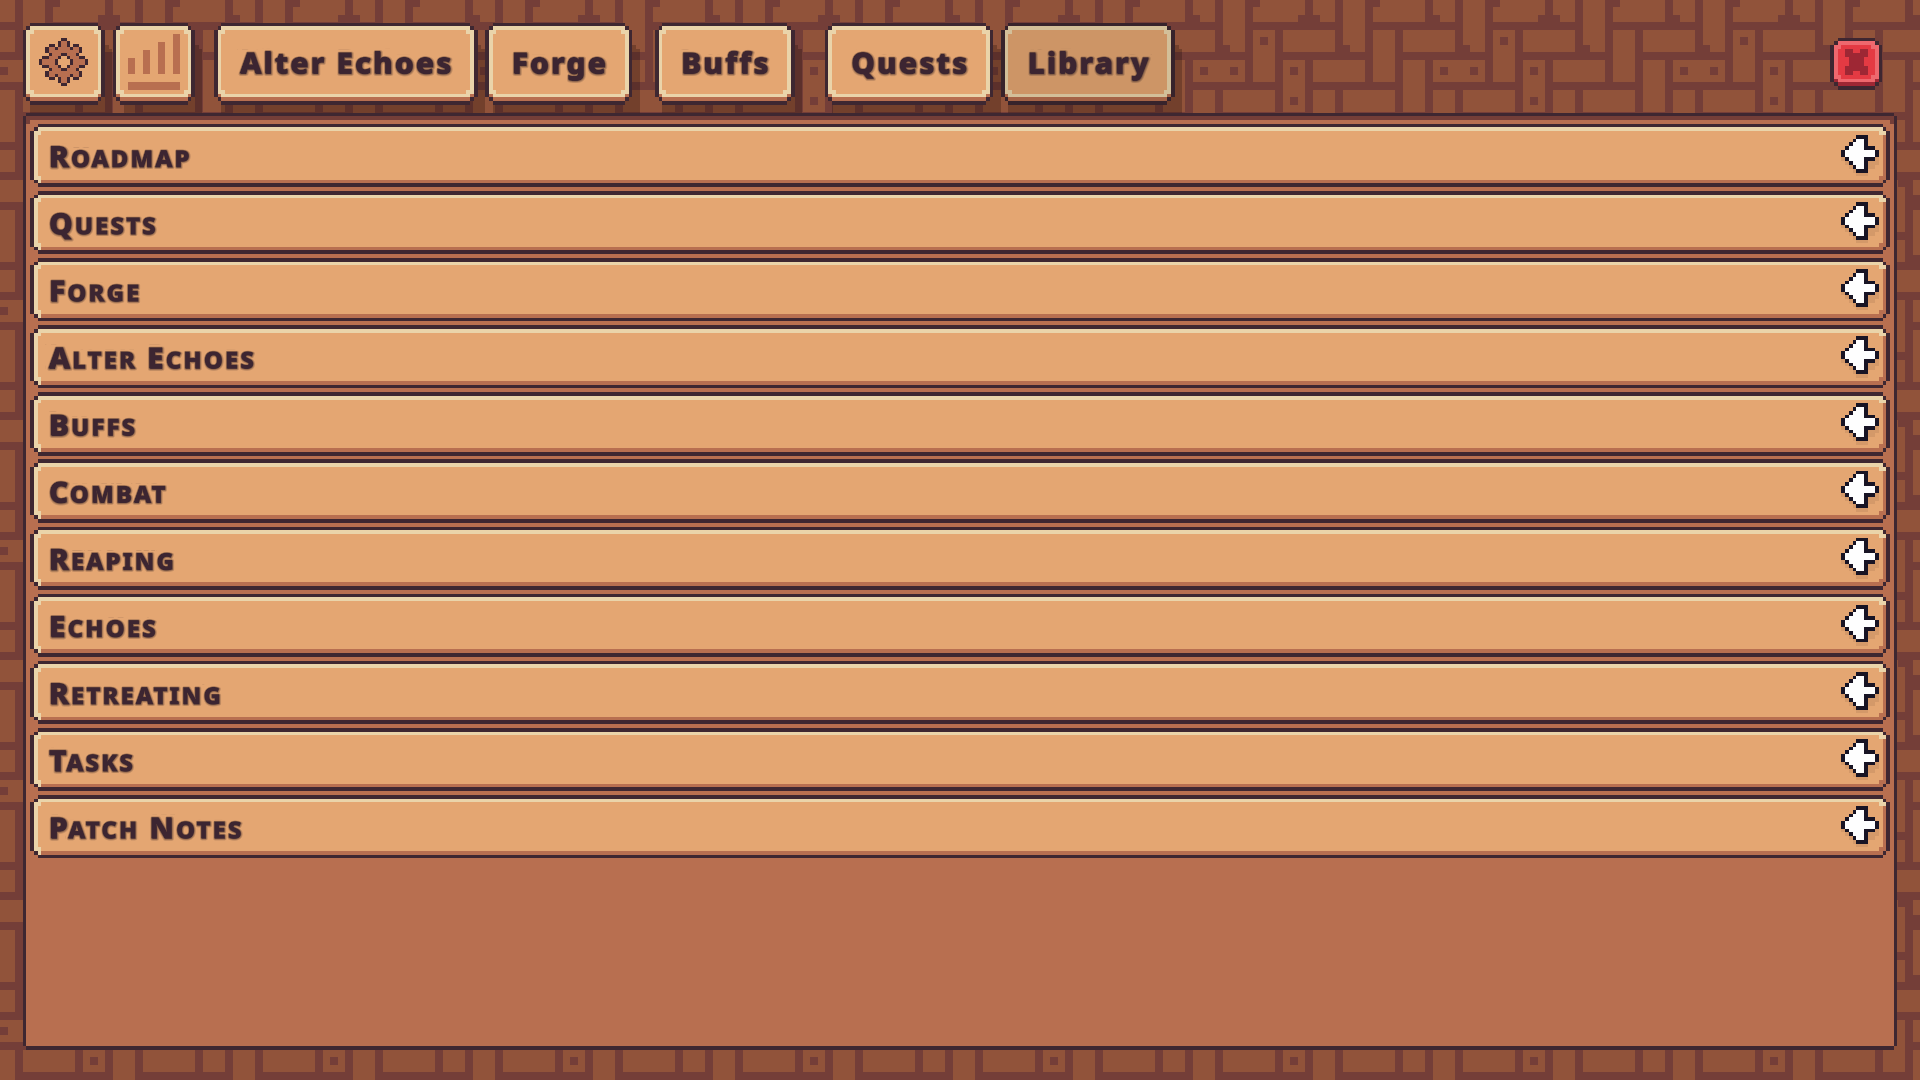 Alter Echoes Forge Buffs Quests Library
Roadmap
Quests
Forge
Alter Echoes
Buffs
Combat
Reaping
Echoes
Retreating
Tasks
Patch Notes